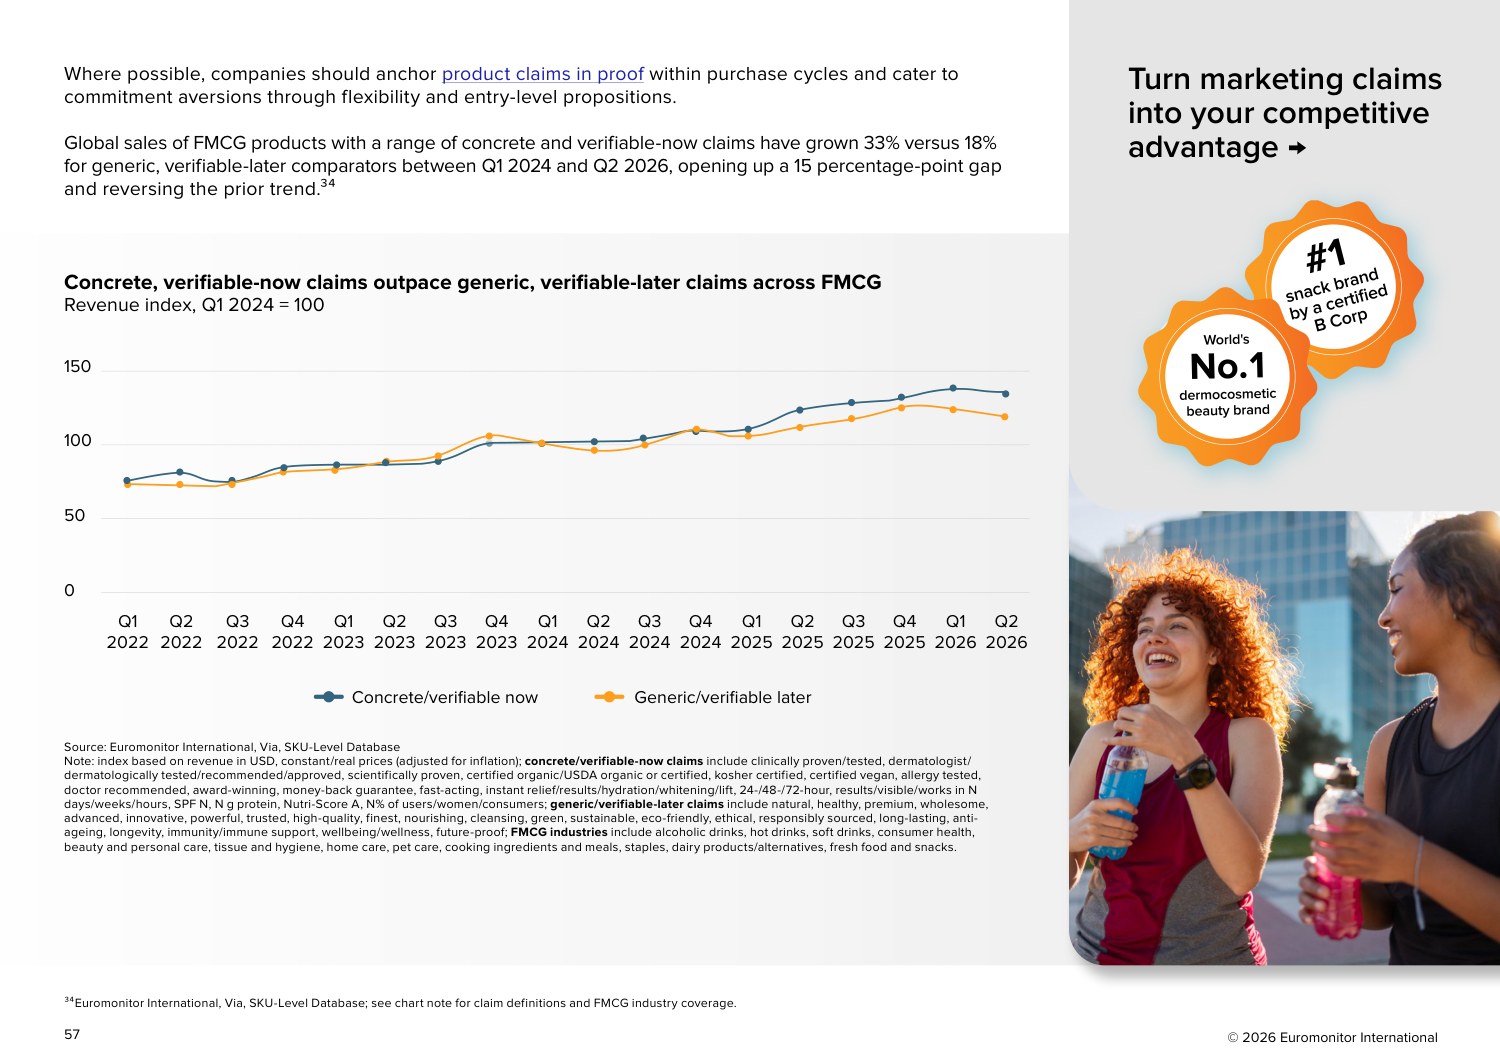 Where possible, companies should anchor product claims in proof within purchase cycles and cater to
commitment aversions through flexibility and entry-level propositions.
Global sales of FMCG products with a range of concrete and verifiable-now claims have grown 33% versus 18%
for generic, verifiable-later comparators between Q1 2024 and Q2 2026, opening up a 15 percentage-point gap
and reversing the prior trend.³⁴
Concrete, verifiable-now claims outpace generic, verifiable-later claims across FMCG
Revenue index, Q1 2024 = 100
150
100
50
0
Q1 Q2 Q3 Q4 Q1 Q2 Q3 Q4 Q1 Q2 Q3 Q4 Q1 Q2 Q3 Q4 Q1 Q2
2022 2022 2022 2022 2023 2023 2023 2023 2024 2024 2024 2024 2025 2025 2025 2025 2026 2026
Concrete/verifiable now Generic/verifiable later
Source: Euromonitor International, Via, SKU-Level Database
Note: index based on revenue in USD, constant/real prices (adjusted for inflation); concrete/verifiable-now claims include clinically proven/tested, dermatologist/
dermatologically tested/recommended/approved, scientifically proven, certified organic/USDA organic or certified, kosher certified, certified vegan, allergy tested,
doctor recommended, award-winning, money-back guarantee, fast-acting, instant relief/results/hydration/whitening/lift, 24-/48-/72-hour, results/visible/works in N
days/weeks/hours, SPF N, N g protein, Nutri-Score A, N% of users/women/consumers; generic/verifiable-later claims include natural, healthy, premium, wholesome,
advanced, innovative, powerful, trusted, high-quality, finest, nourishing, cleansing, green, sustainable, eco-friendly, ethical, responsibly sourced, long-lasting, anti-
ageing, longevity, immunity/immune support, wellbeing/wellness, future-proof; FMCG industries include alcoholic drinks, hot drinks, soft drinks, consumer health,
beauty and personal care, tissue and hygiene, home care, pet care, cooking ingredients and meals, staples, dairy products/alternatives, fresh food and snacks.
Turn marketing claims
into your competitive
advantage →
#1
snack brand
by a certified
B Corp
World's
No.1
dermocosmetic
beauty brand
³⁴Euromonitor International, Via, SKU-Level Database; see chart note for claim definitions and FMCG industry coverage.
57
© 2026 Euromonitor International